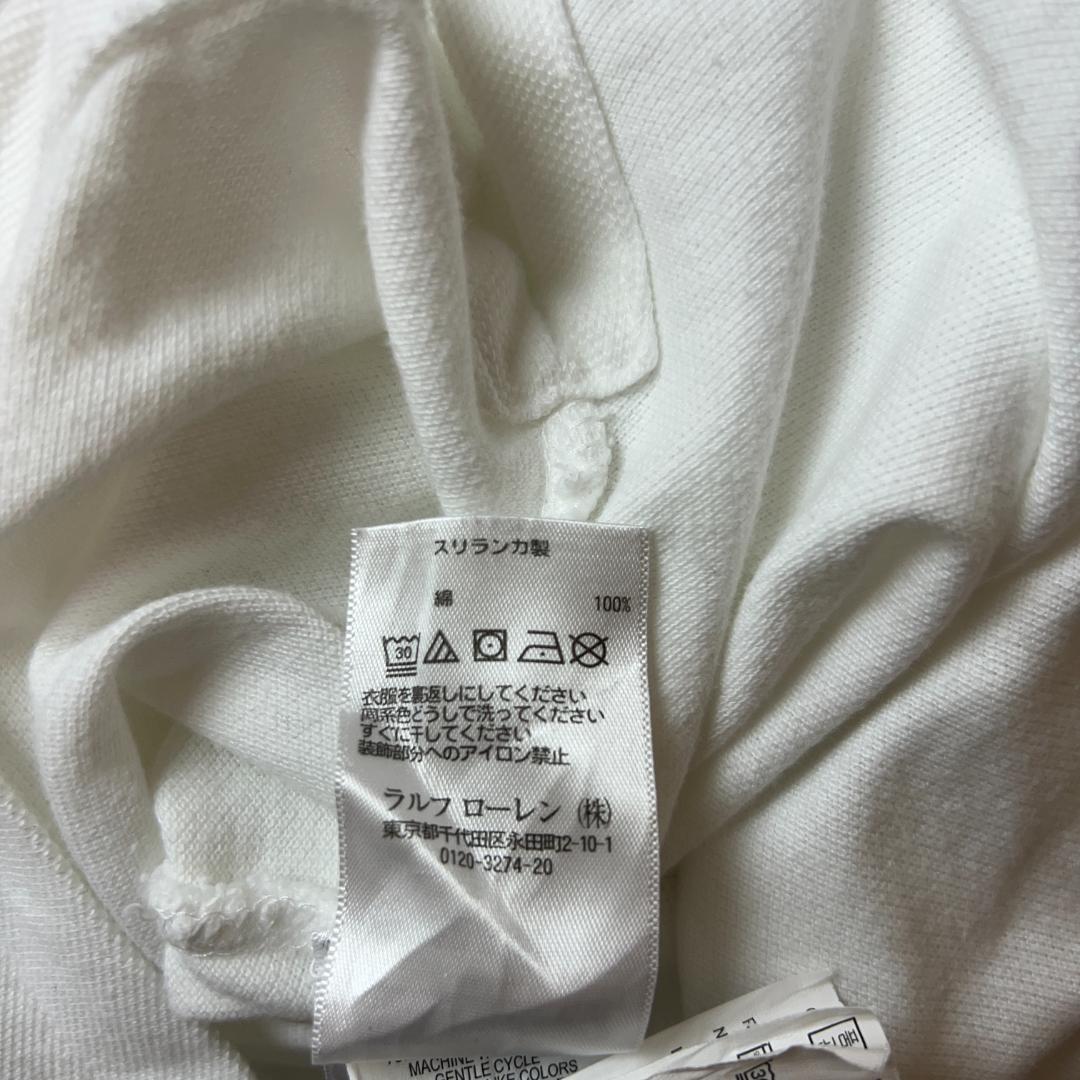 スリランカ製
綿 100%
30
衣服を裏返しにしてください
同系色どうしで洗ってください
すぐに干してください
装飾部分へのアイロン禁止
ラルフ ローレン (株)
東京都千代田区永田町2-10-1
0120-3274-20
MACHINE
GENTLE CYCLE
COLORS